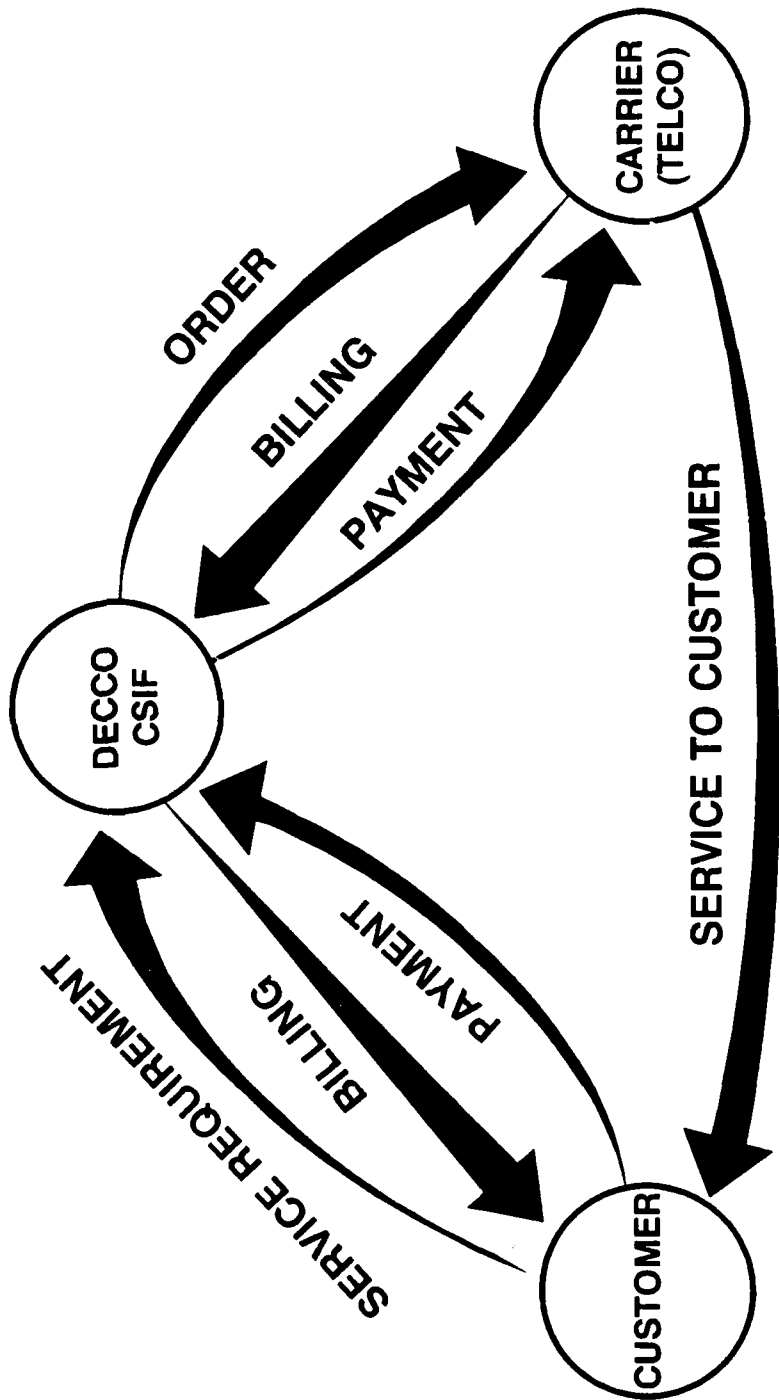 DECCO
CSIF
SERVICE REQUIREMENT
BILLING
PAYMENT
ORDER
BILLING
PAYMENT
CUSTOMER
SERVICE TO CUSTOMER
CARRIER
(TELCO)